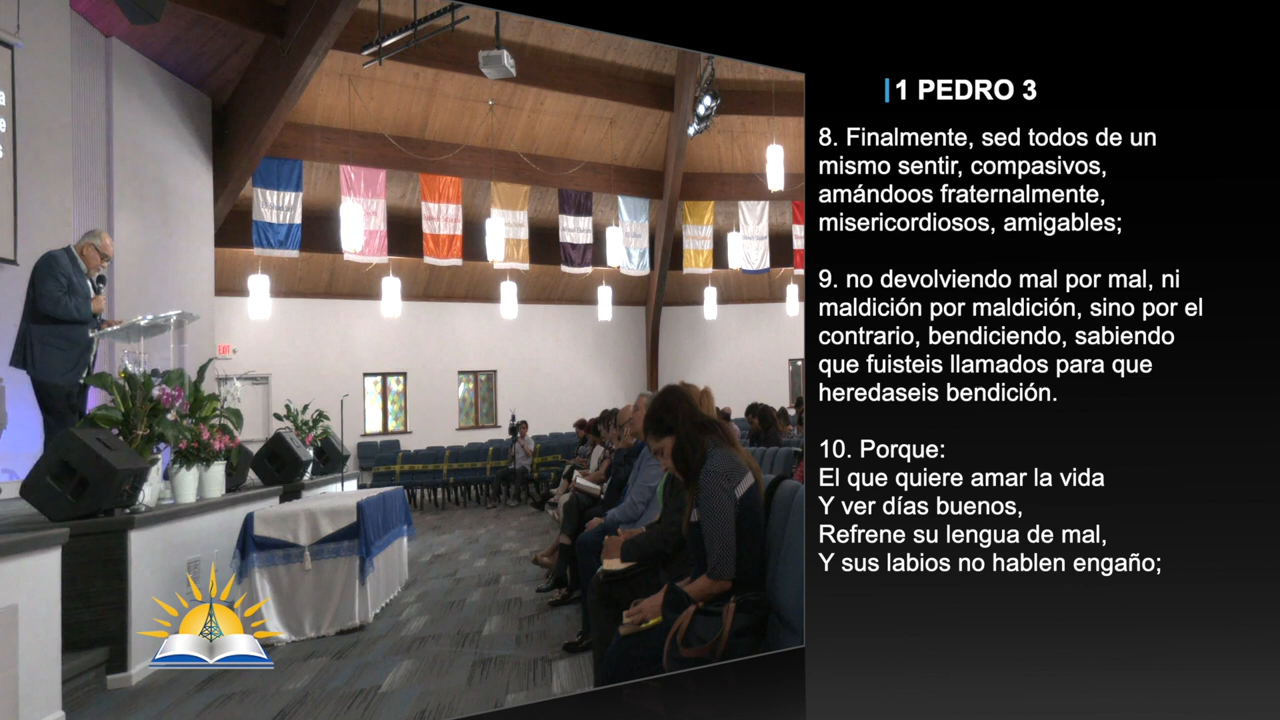 1 PEDRO 3
8. Finalmente, sed todos de un
mismo sentir, compasivos,
amándoos fraternalmente,
misericordiosos, amigables;
9. no devolviendo mal por mal, ni
maldición por maldición, sino por el
contrario, bendiciendo, sabiendo
que fuisteis llamados para que
heredaseis bendición.
10. Porque:
El que quiere amar la vida
Y ver días buenos,
Refrene su lengua de mal,
Y sus labios no hablen engaño;
EXIT